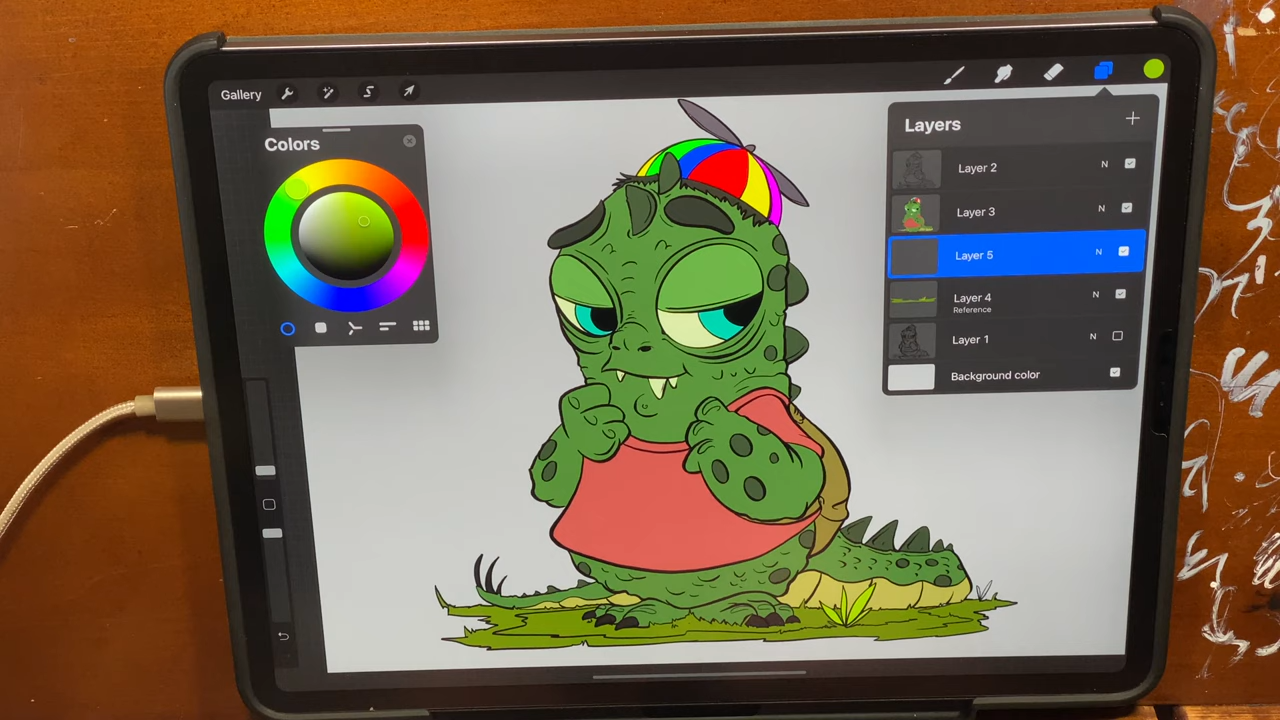 Gallery
Colors
Layers
Layer 2 N
Layer 3 N
Layer 5 N
Layer 4 N
Reference
Layer 1 N
Background color